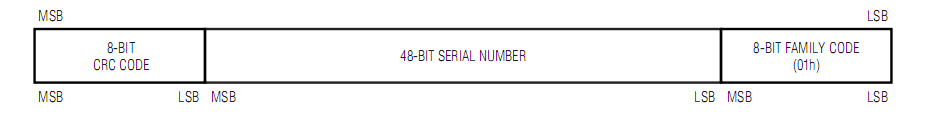 MSB LSB
8-BIT
CRC CODE
48-BIT SERIAL NUMBER
8-BIT FAMILY CODE
(01h)
MSB LSB MSB LSB MSB LSB